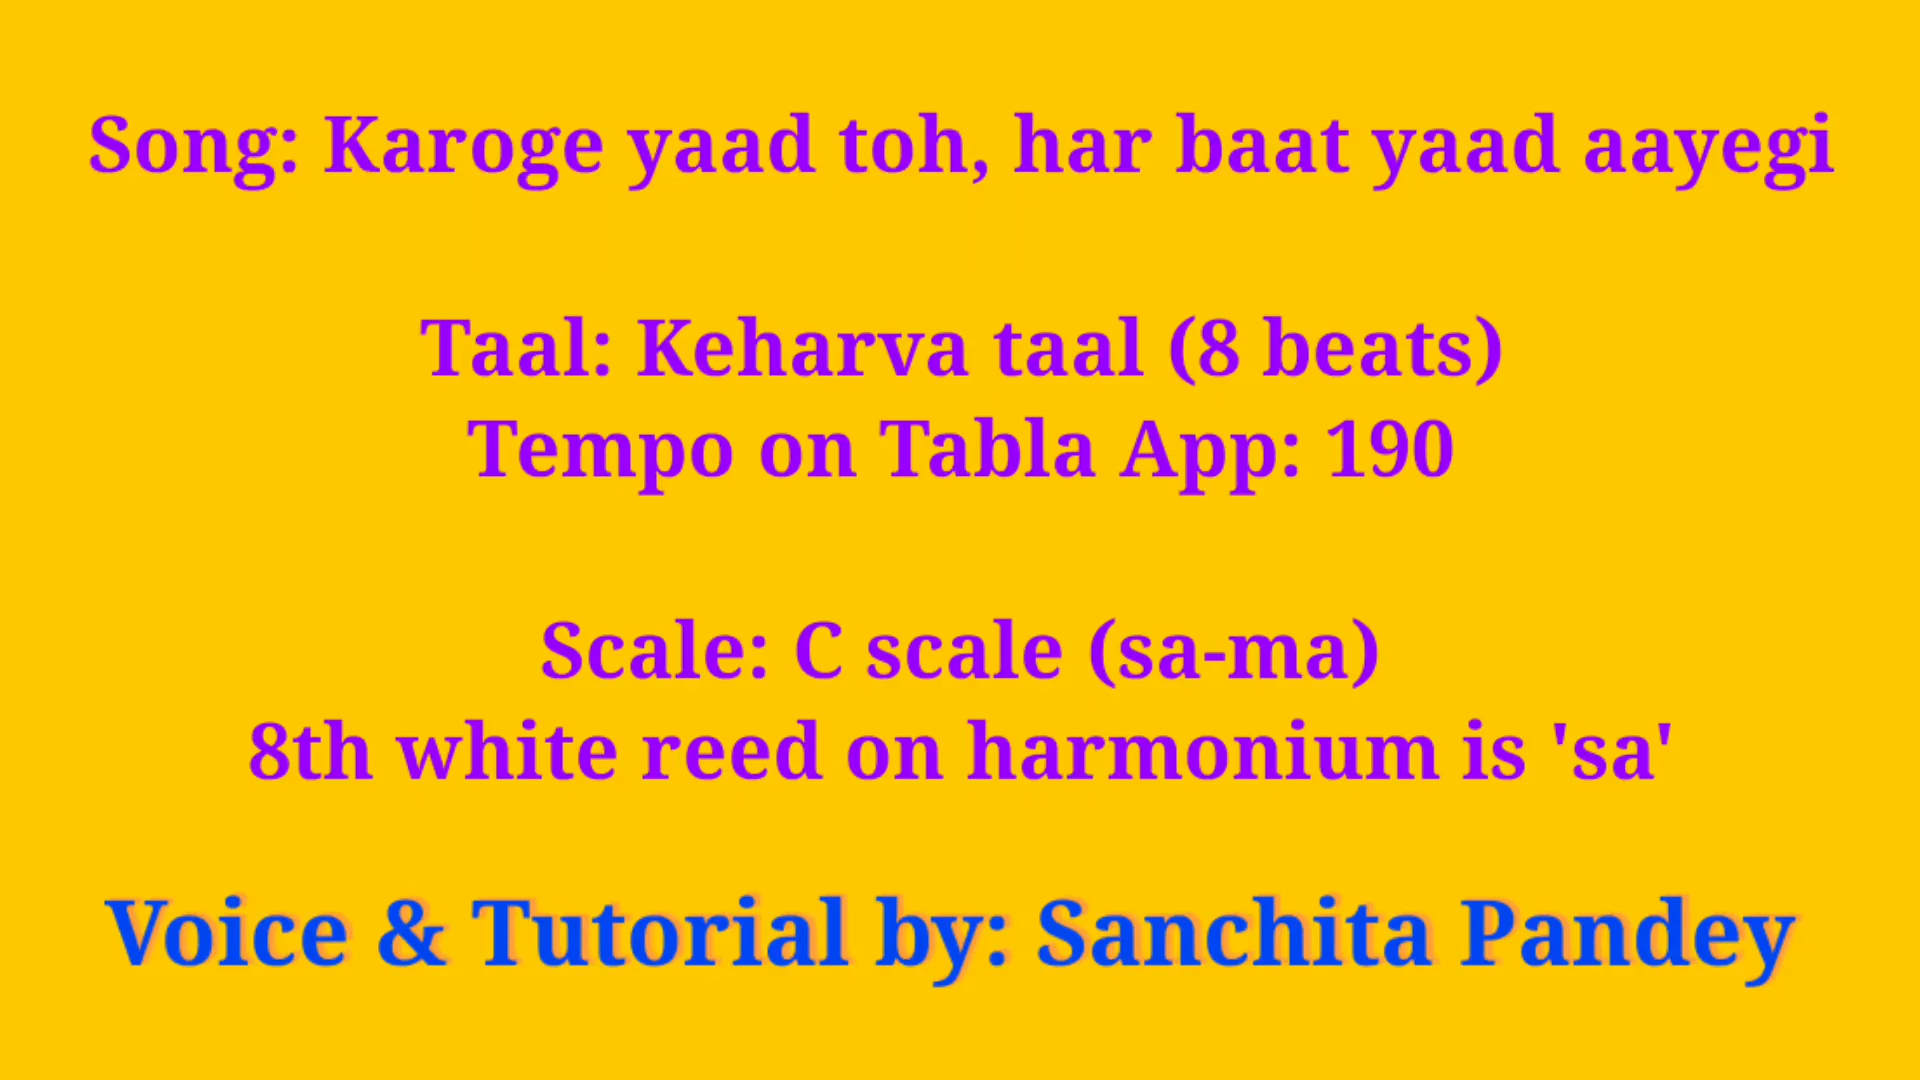 Song: Karoge yaad toh, har baat yaad aayegi
Taal: Keharva taal (8 beats)
Tempo on Tabla App: 190
Scale: C scale (sa-ma)
8th white reed on harmonium is 'sa'
Voice & Tutorial by: Sanchita Pandey